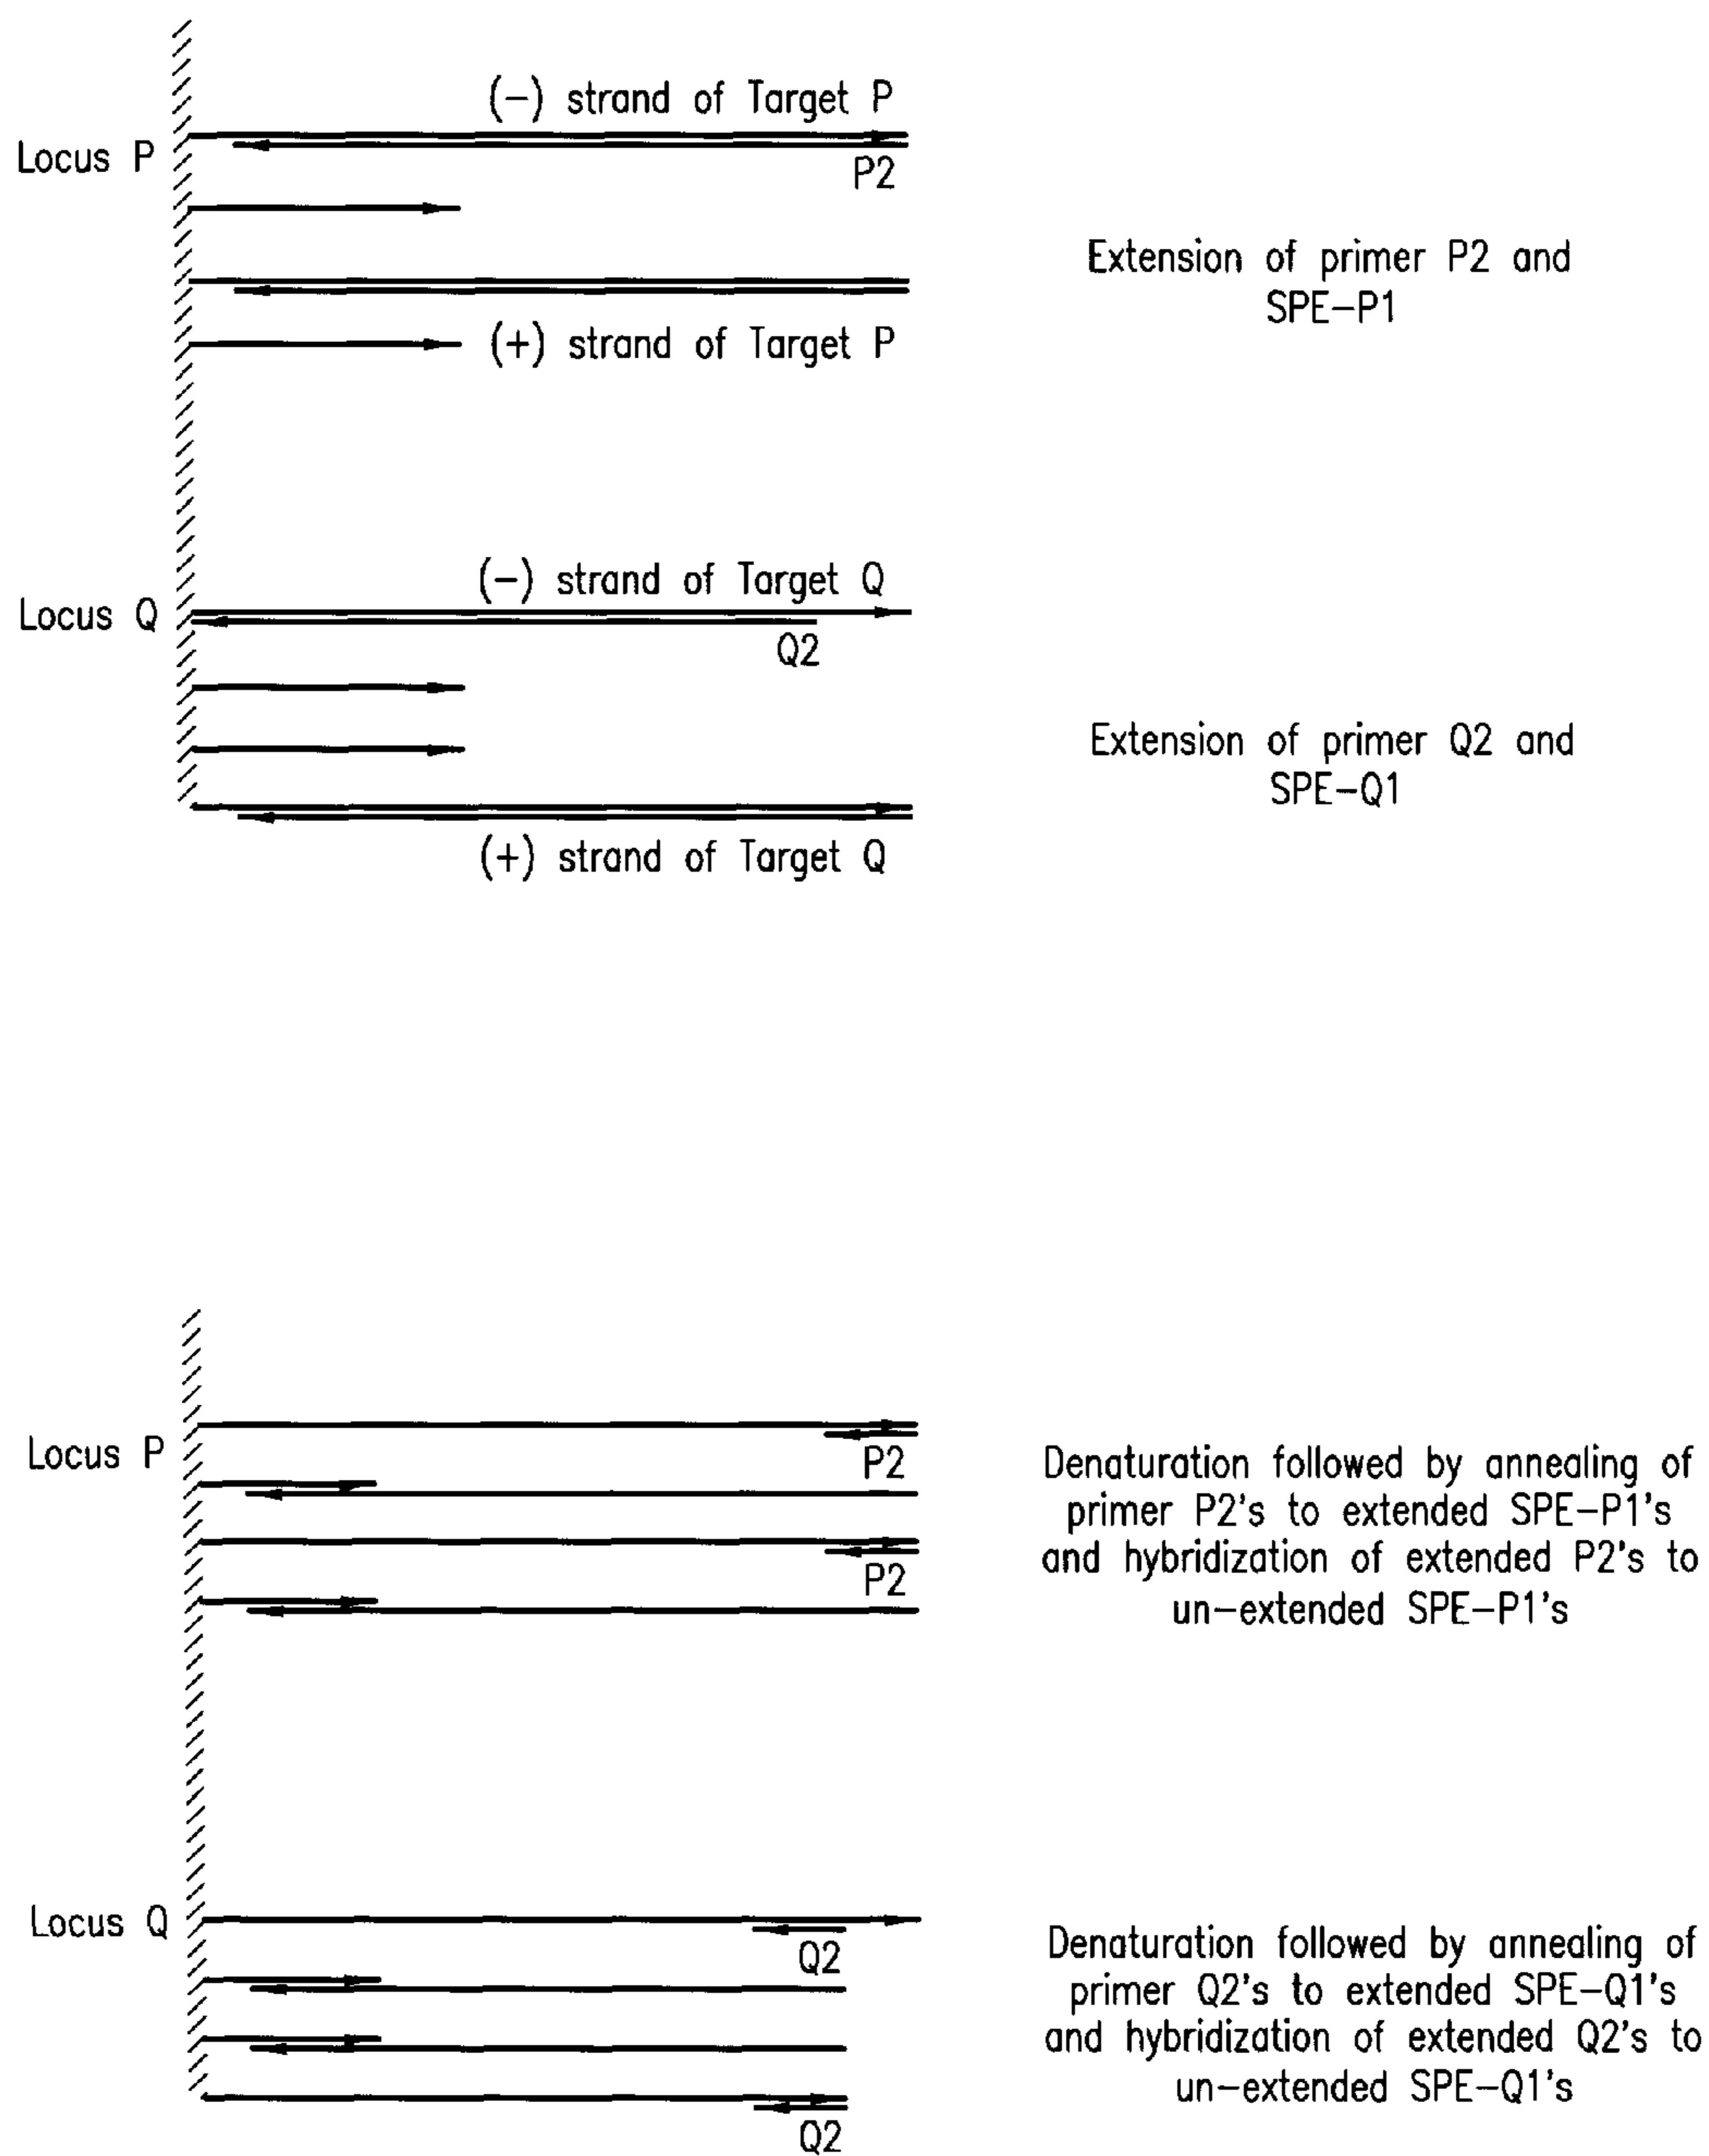 (-) strand of Target P
Locus P
P2
Extension of primer P2 and
SPE-P1
(+) strand of Target P
(-) strand of Target Q
Locus Q
Q2
Extension of primer Q2 and
SPE-Q1
(+) strand of Target Q
Locus P
P2
P2
Denaturation followed by annealing of
primer P2's to extended SPE-P1's
and hybridization of extended P2's to
un-extended SPE-P1's
Locus Q
Q2
Q2
Denaturation followed by annealing of
primer Q2's to extended SPE-Q1's
and hybridization of extended Q2's to
un-extended SPE-Q1's